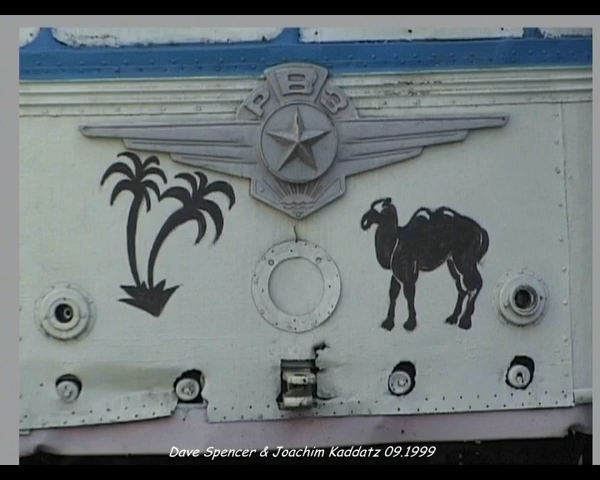 РВЗ
Dave Spencer & Joachim Kaddatz 09.1999